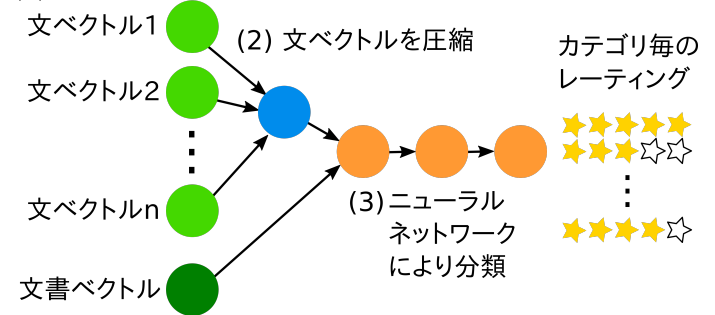 文ベクトル1
(2) 文ベクトルを圧縮
カテゴリ毎の
レーティング
文ベクトル2
文ベクトルn
(3) ニューラル
ネットワーク
により分類
文書ベクトル